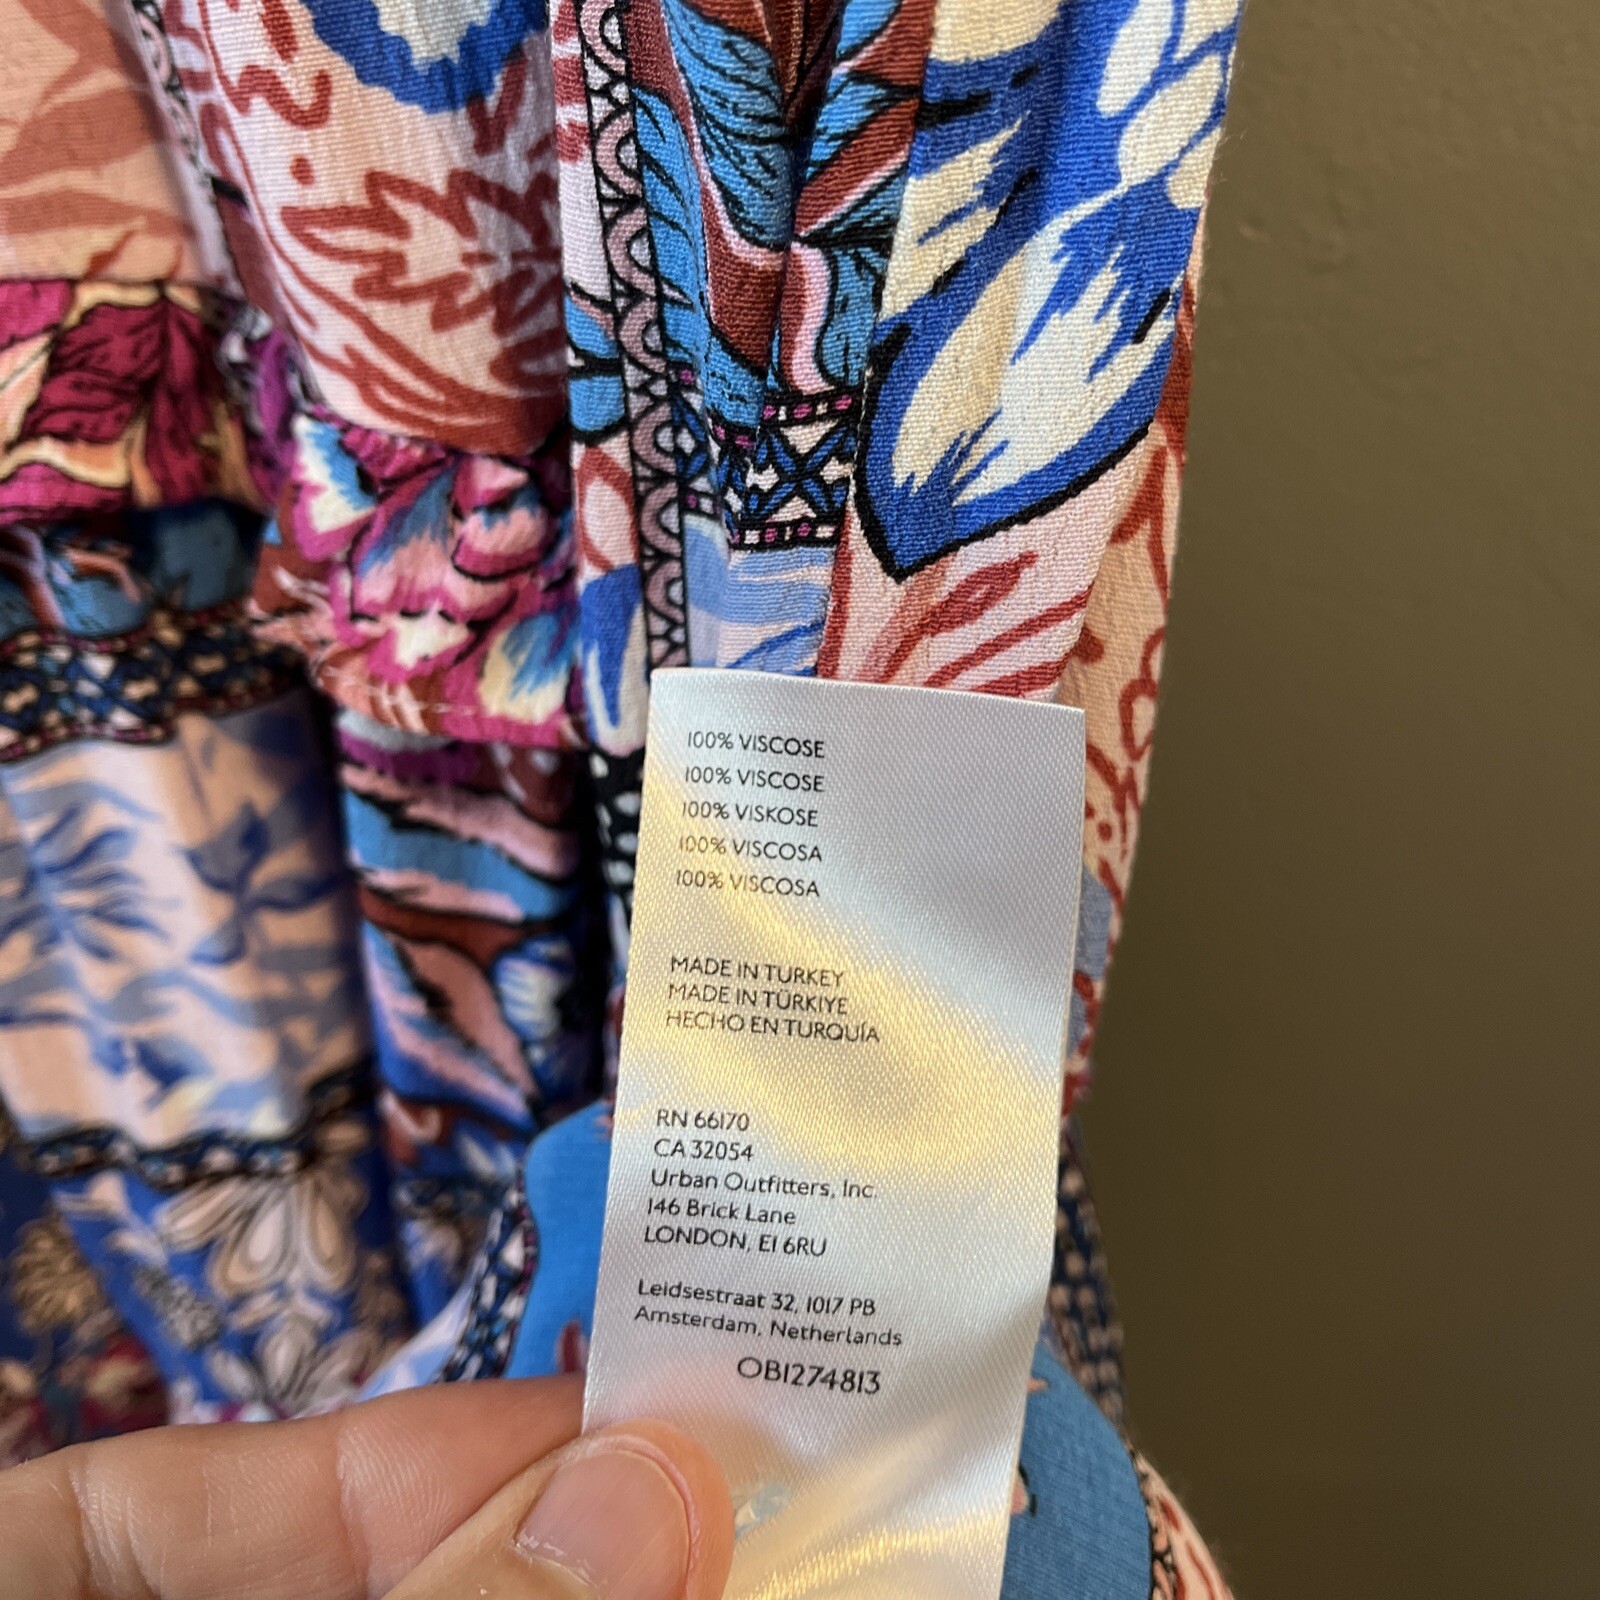 100% VISCOSE
100% VISCOSE
100% VISKOSE
100% VISCOSA
100% VISCOSA
MADE IN TURKEY
MADE IN TÜRKIYE
HECHO EN TURQUÍA
RN 66170
CA 32054
Urban Outfitters, Inc.
146 Brick Lane
LONDON, E1 6RU
Leidsestraat 32, 1017 PB
Amsterdam, Netherlands
OB1274813